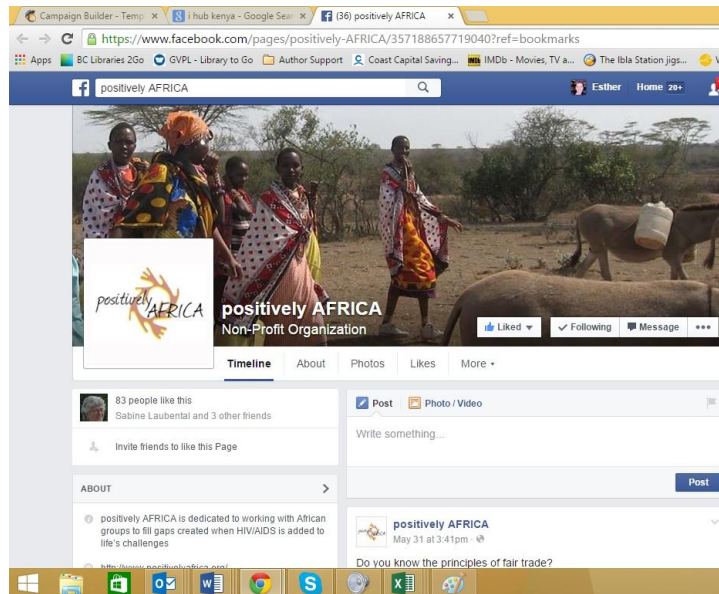 Campaign Builder - Temp
i hub kenya - Google Sear
(36) positively AFRICA
https://www.facebook.com/pages/positively-AFRICA/357188657719040?ref=bookmarks
Apps BC Libraries 2Go GVPL - Library to Go Author Support Coast Capital Saving... IMDb - Movies, TV a... The Ibla Station jigs...
positively AFRICA
Esther Home 20+
positively AFRICA
positively AFRICA
Non-Profit Organization
Liked Following Message
Timeline About Photos Likes More
83 people like this
Sabine Laubental and 3 other friends
Invite friends to like this Page
ABOUT
positively AFRICA is dedicated to working with African
groups to fill gaps created when HIV/AIDS is added to
life's challenges
http://www.positivelyafrica.org/
Post Photo / Video
Write something...
Post
positively AFRICA
May 31 at 3:41pm
Do you know the principles of fair trade?